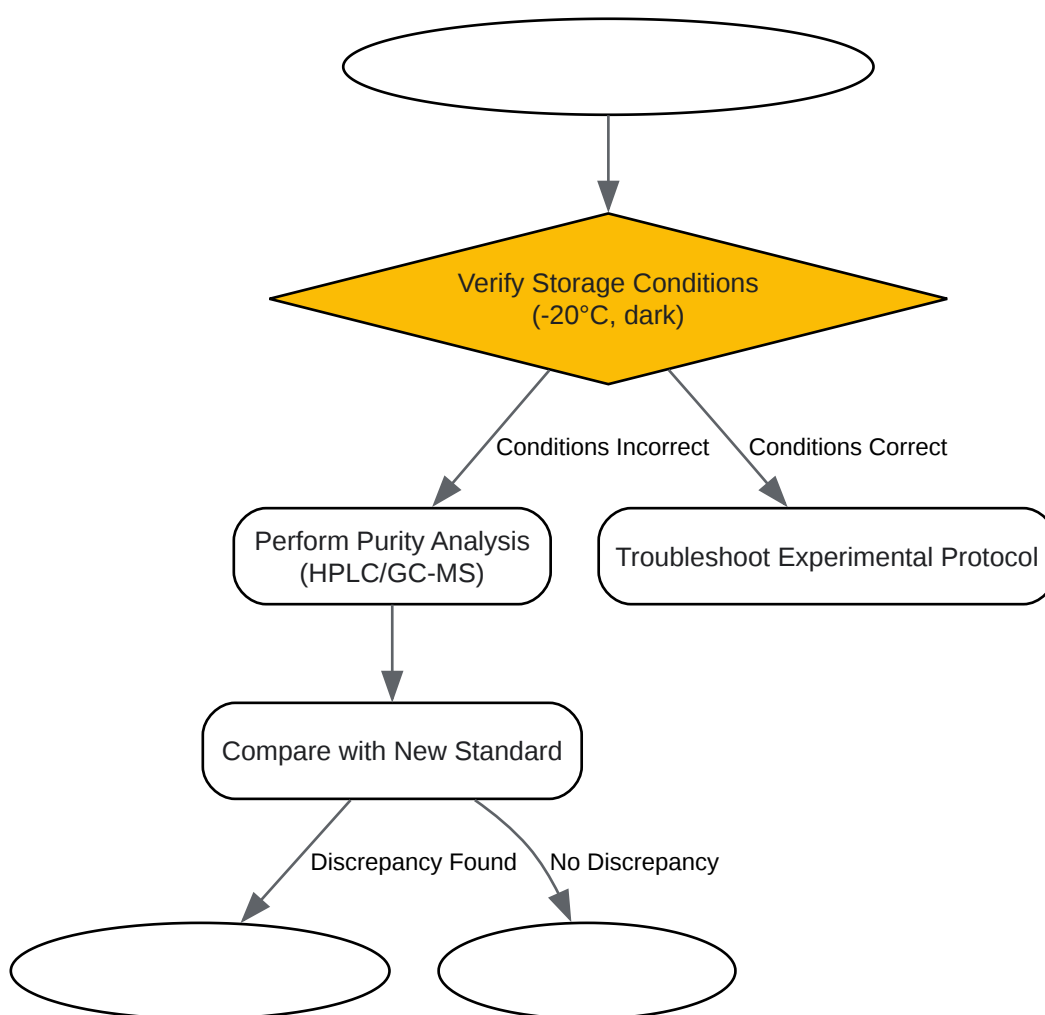 Verify Storage Conditions
(-20°C, dark)
Conditions Incorrect
Conditions Correct
Perform Purity Analysis
(HPLC/GC-MS)
Troubleshoot Experimental Protocol
Compare with New Standard
Discrepancy Found
No Discrepancy